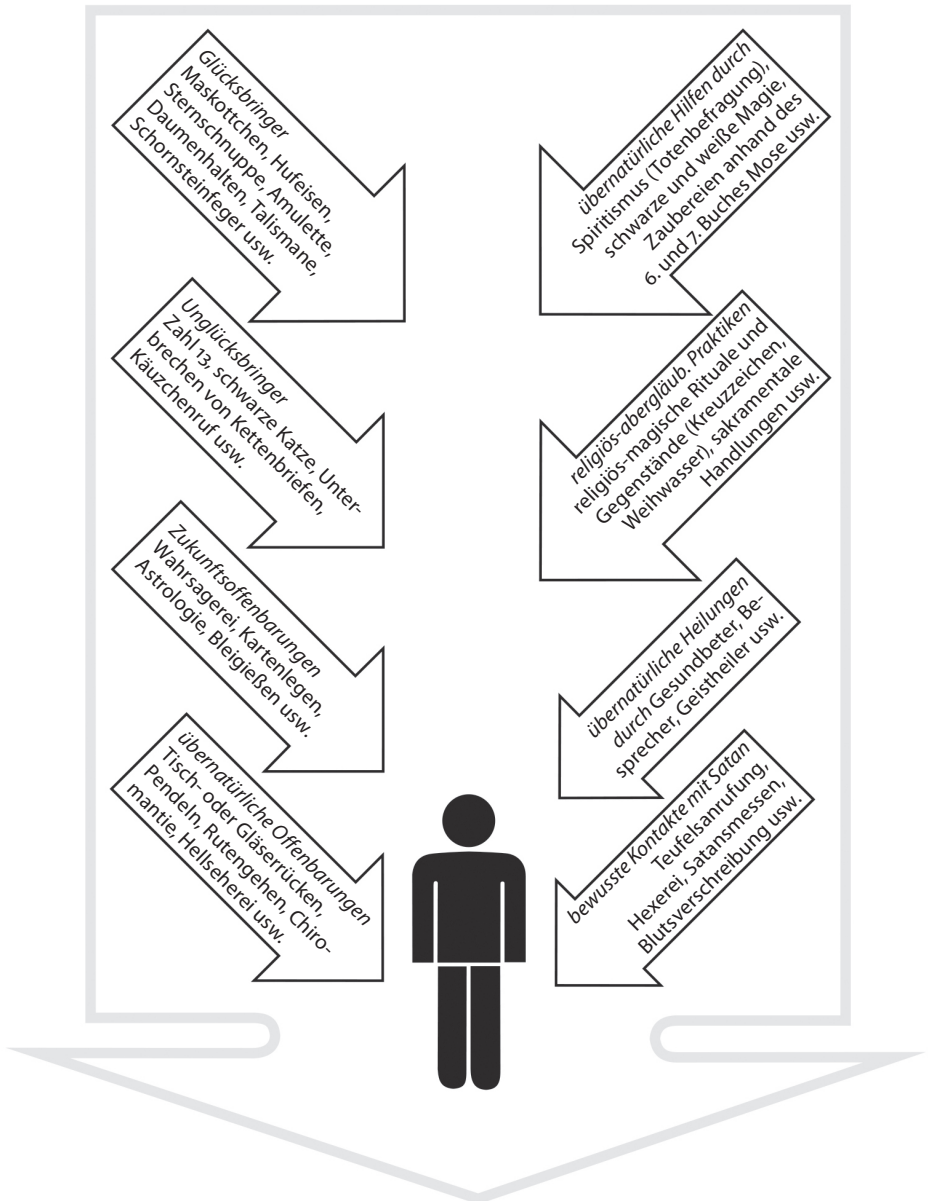 Glücksbringer
Maskottchen, Hufeisen,
Sternschnuppe, Amulette,
Daumenhalten, Talismane,
Schornsteinfeger usw.
Unglücksbringer
Zahl 13, schwarze Katze, Unter-
brechen von Kettenbriefen,
Käuzchenruf usw.
Zukunftsoffenbarungen
Wahrsagerei, Kartenlegen,
Astrologie, Bleigießen usw.
übernatürliche Offenbarungen
Tisch- oder Gläserrücken,
Pendeln, Rutengehen, Chiro-
mantie, Hellseherei usw.
übernatürliche Hilfen durch
Spiritismus (Totenbefragung),
schwarze und weiße Magie,
Zaubereien anhand des
6. und 7. Buches Mose usw.
religiös-abergläub. Praktiken
religiös-magische Rituale und
Gegenstände (Kreuzzeichen,
Weihwasser), sakramentale
Handlungen usw.
übernatürliche Heilungen
durch Gesundbeter, Be-
sprecher, Geistheiler usw.
bewusste Kontakte mit Satan
Teufelsanrufung,
Hexerei, Satansmessen,
Blutsverschreibung usw.